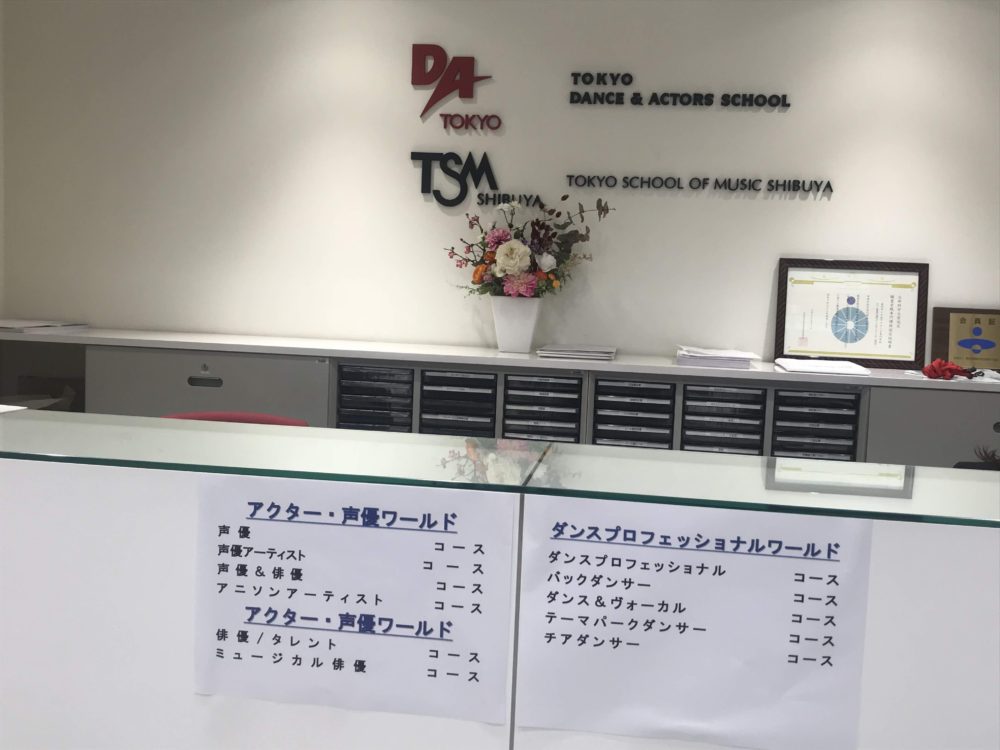 DA
TOKYO
TOKYO
DANCE & ACTORS SCHOOL
TSM
SHIBUYA
TOKYO SCHOOL OF MUSIC SHIBUYA
会員証
アクター・声優ワールド
声優 コース
声優アーティスト コース
声優&俳優 コース
アニソンアーティスト コース
アクター・声優ワールド
俳優/タレント コース
ミュージカル俳優 コース
ダンスプロフェッショナルワールド
ダンスプロフェッショナル コース
バックダンサー コース
ダンス&ヴォーカル コース
テーマパークダンサー コース
チアダンサー コース